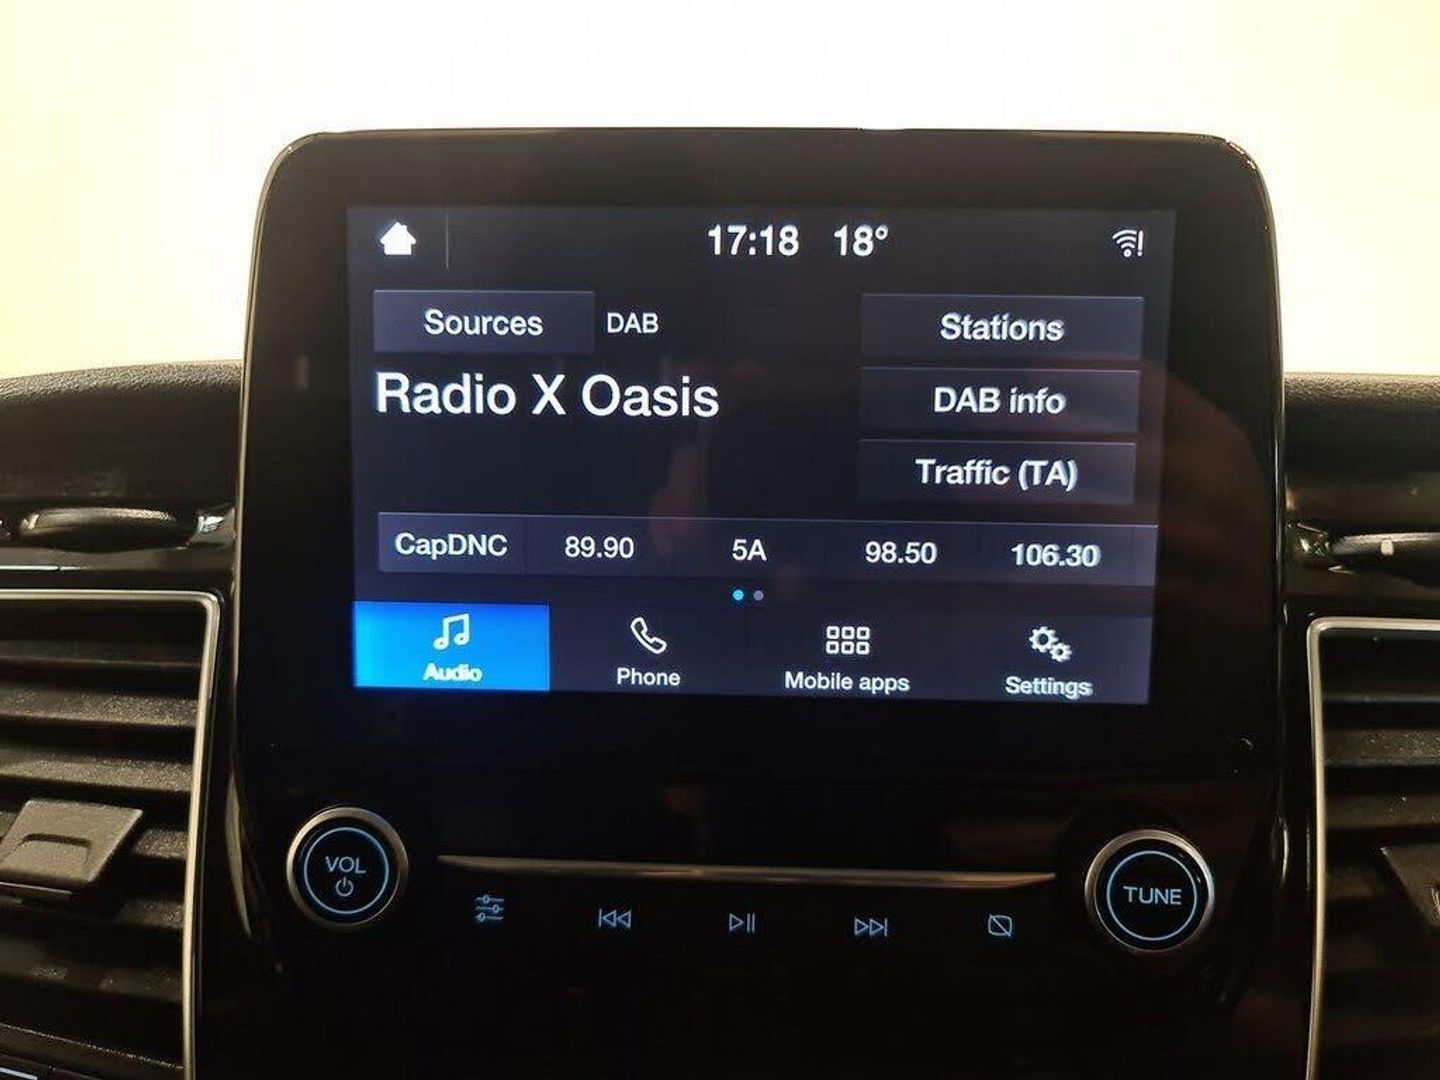 17:18 18°
Sources DAB Stations
Radio X Oasis DAB info
Traffic (TA)
CapDNC 89.90 5A 98.50 106.30
Audio Phone Mobile apps Settings
VOL TUNE